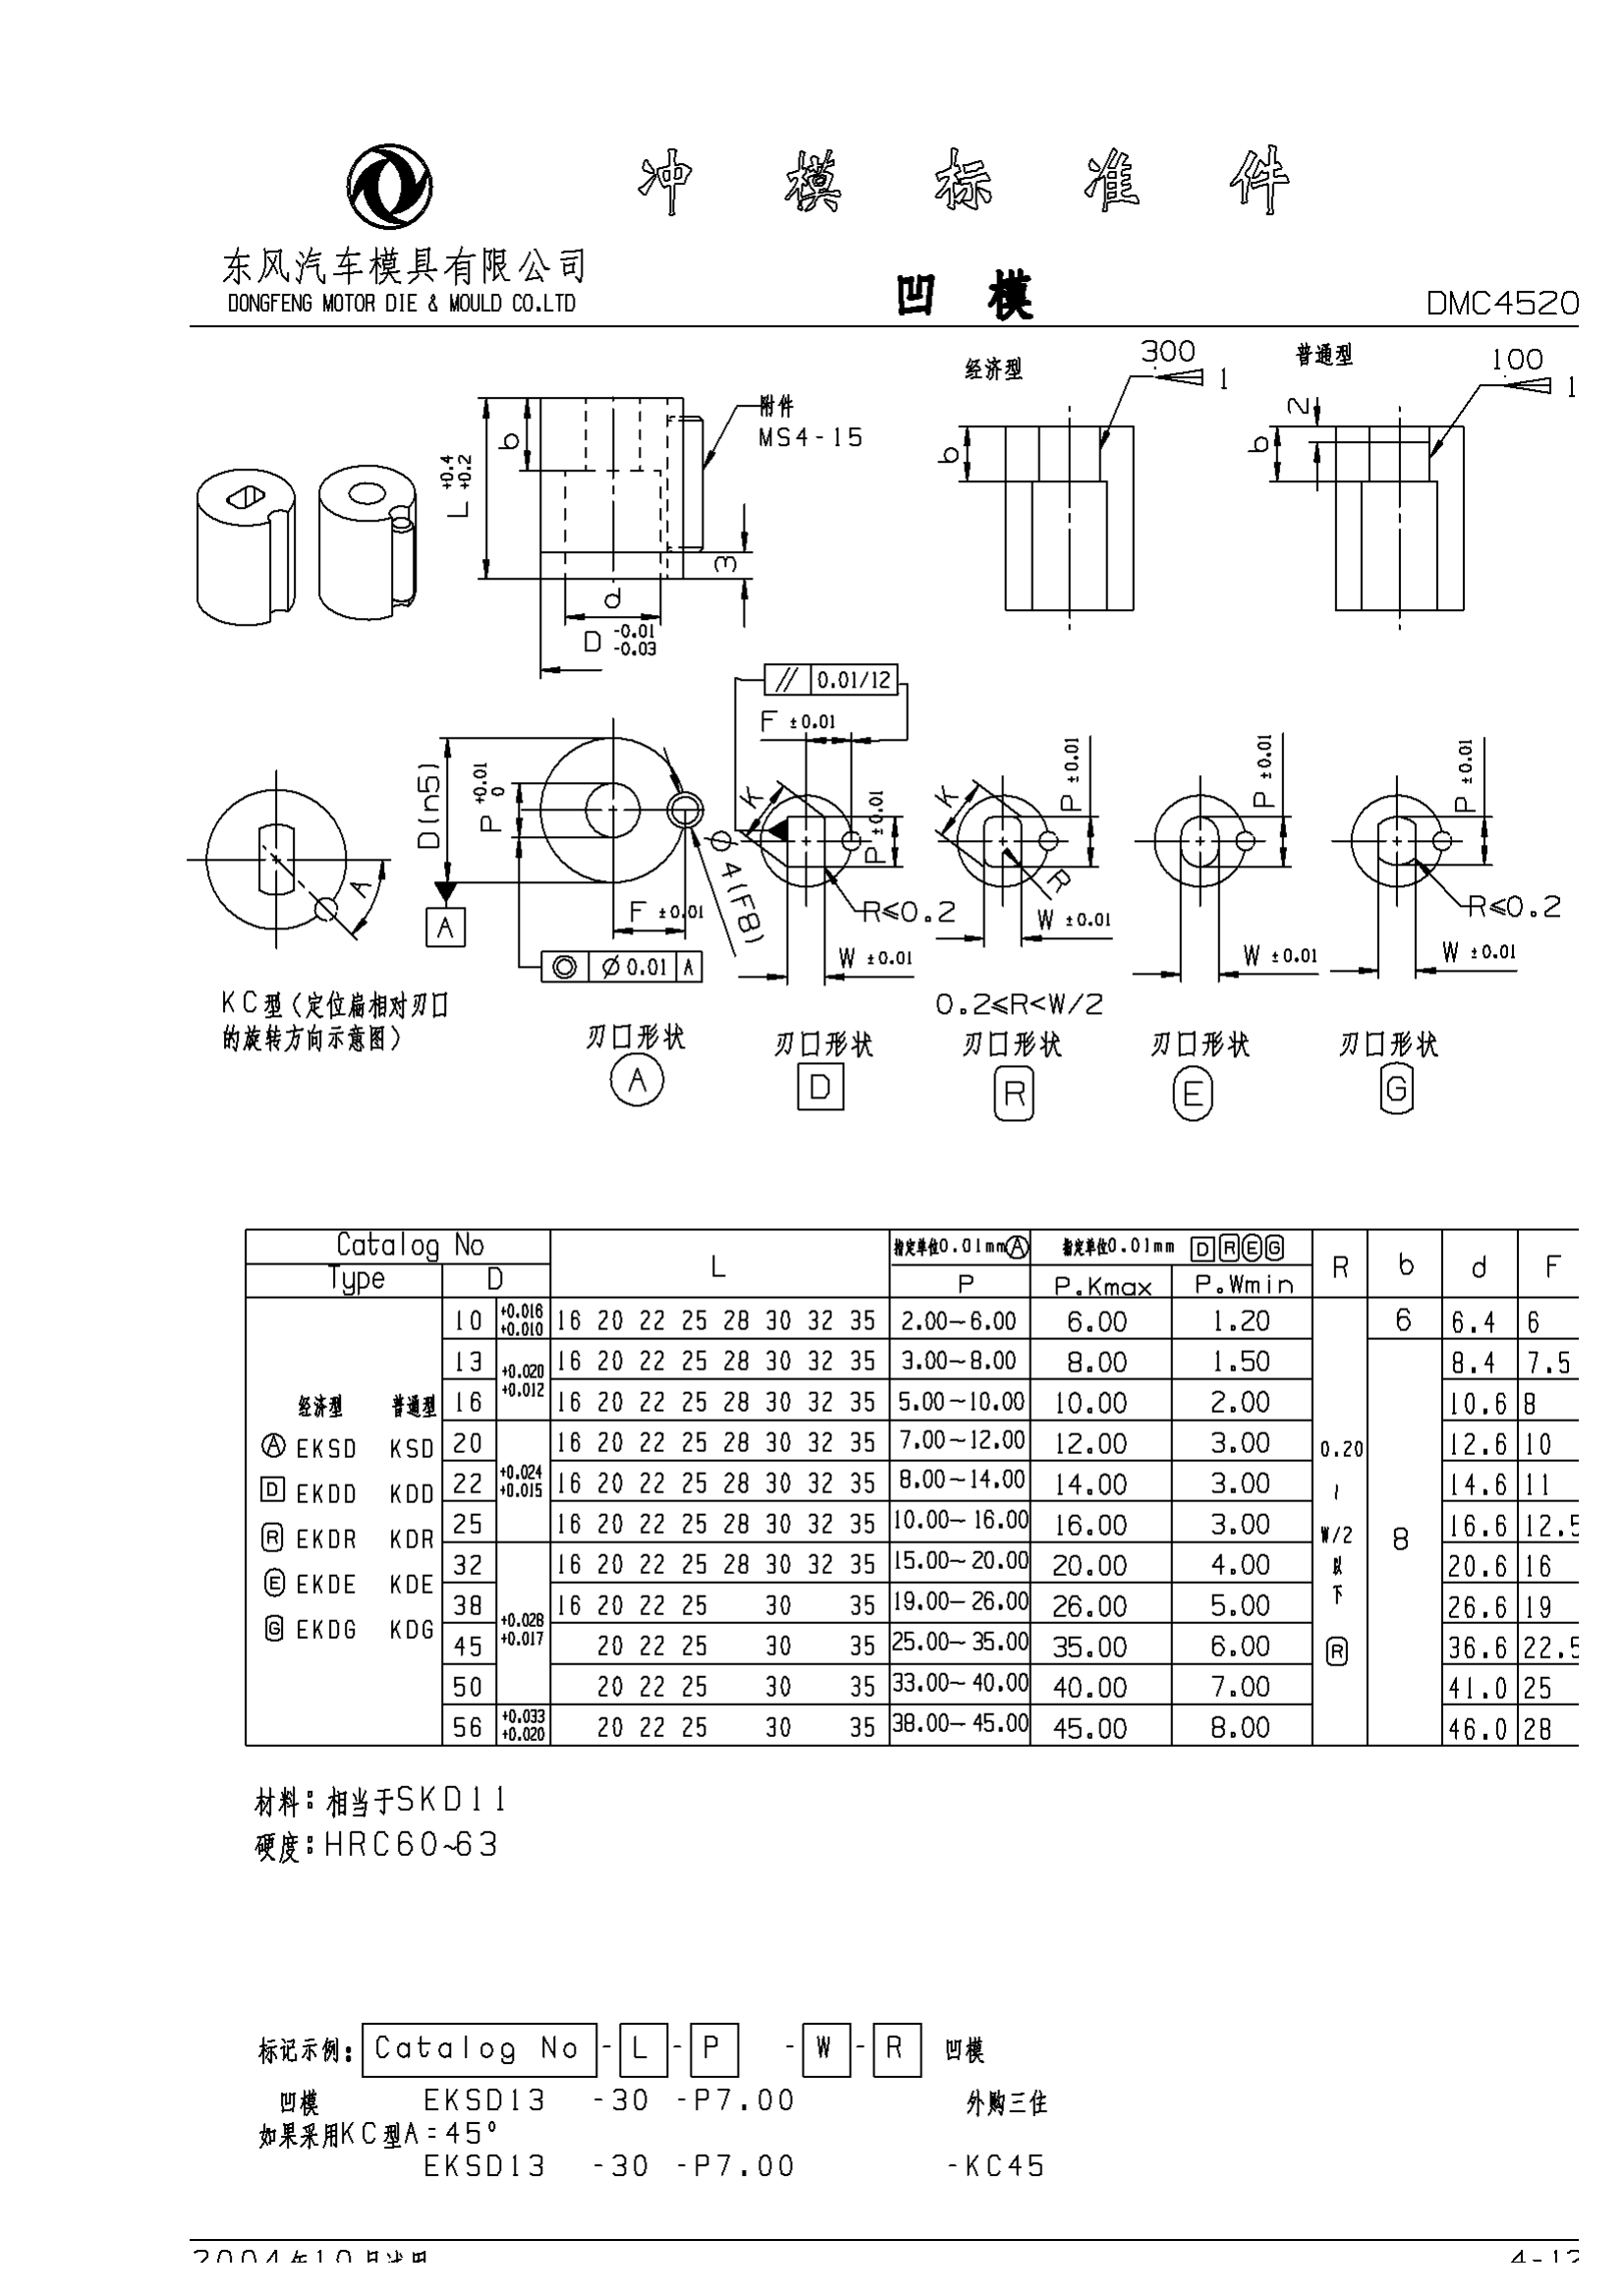 冲模标准件
东风汽车模具有限公司
DONGFENG MOTOR DIE & MOULD CO.LTD
凹模
DMC4520
经济型
300
1
普通型
100
1
附件
MS4-15
L +0.4 +0.2
b
3
d
D -0.01 -0.03
b
2
b
// 0.01/12
F ±0.01
D(n5)
P +0.01 0
A
F ±0.01
◎ Ø0.01 A
Ø4(F8)
K
P ±0.01
R≤0.2
W ±0.01
K
P ±0.01
R
W ±0.01
P ±0.01
W ±0.01
P ±0.01
R≤0.2
W ±0.01
A
KC型(定位扁相对刃口
的旋转方向示意图)
0.2≤R<W/2
刃口形状 刃口形状 刃口形状 刃口形状 刃口形状
A D R E G
Catalog No L 指定单位0.01mm A 指定单位0.01mm D R E G R b d F
Type D P P.Kmax P.Wmin
10 +0.016 +0.010 16 20 22 25 28 30 32 35 2.00~6.00 6.00 1.20 6 6.4 6
13 +0.020 +0.012 16 20 22 25 28 30 32 35 3.00~8.00 8.00 1.50 8.4 7.5
经济型 普通型 16 16 20 22 25 28 30 32 35 5.00~10.00 10.00 2.00 10.6 8
A EKSD KSD 20 16 20 22 25 28 30 32 35 7.00~12.00 12.00 3.00 0.20 12.6 10
D EKDD KDD 22 +0.024 +0.015 16 20 22 25 28 30 32 35 8.00~14.00 14.00 3.00 ~ 14.6 11
R EKDR KDR 25 16 20 22 25 28 30 32 35 10.00~16.00 16.00 3.00 W/2 8 16.6 12.5
E EKDE KDE 32 16 20 22 25 28 30 32 35 15.00~20.00 20.00 4.00 以 20.6 16
G EKDG KDG 38 +0.028 +0.017 16 20 22 25 30 35 19.00~26.00 26.00 5.00 下 26.6 19
45 20 22 25 30 35 25.00~35.00 35.00 6.00 R 36.6 22.5
50 20 22 25 30 35 33.00~40.00 40.00 7.00 41.0 25
56 +0.033 +0.020 20 22 25 30 35 38.00~45.00 45.00 8.00 46.0 28
材料:相当于SKD11
硬度:HRC60~63
标记示例: Catalog No - L - P - W - R 凹模
凹模 EKSD13 -30 -P7.00 外购三住
如果采用KC型A=45°
EKSD13 -30 -P7.00 -KC45
2004年10月
4-12